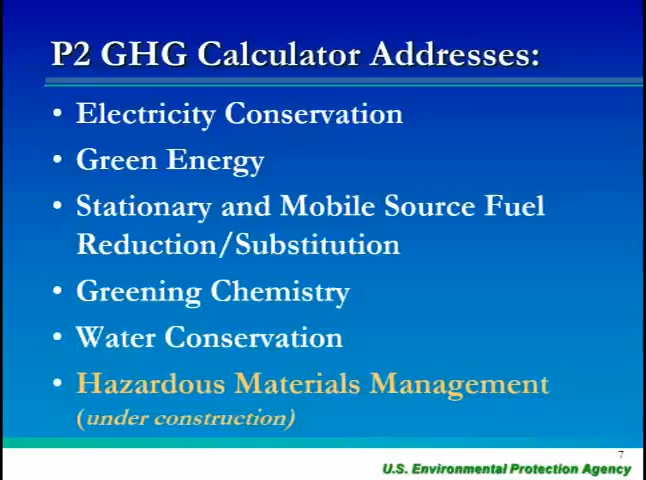 P2 GHG Calculator Addresses:
• Electricity Conservation
• Green Energy
• Stationary and Mobile Source Fuel
Reduction/Substitution
• Greening Chemistry
• Water Conservation
• Hazardous Materials Management
(under construction)
7
U.S. Environmental Protection Agency